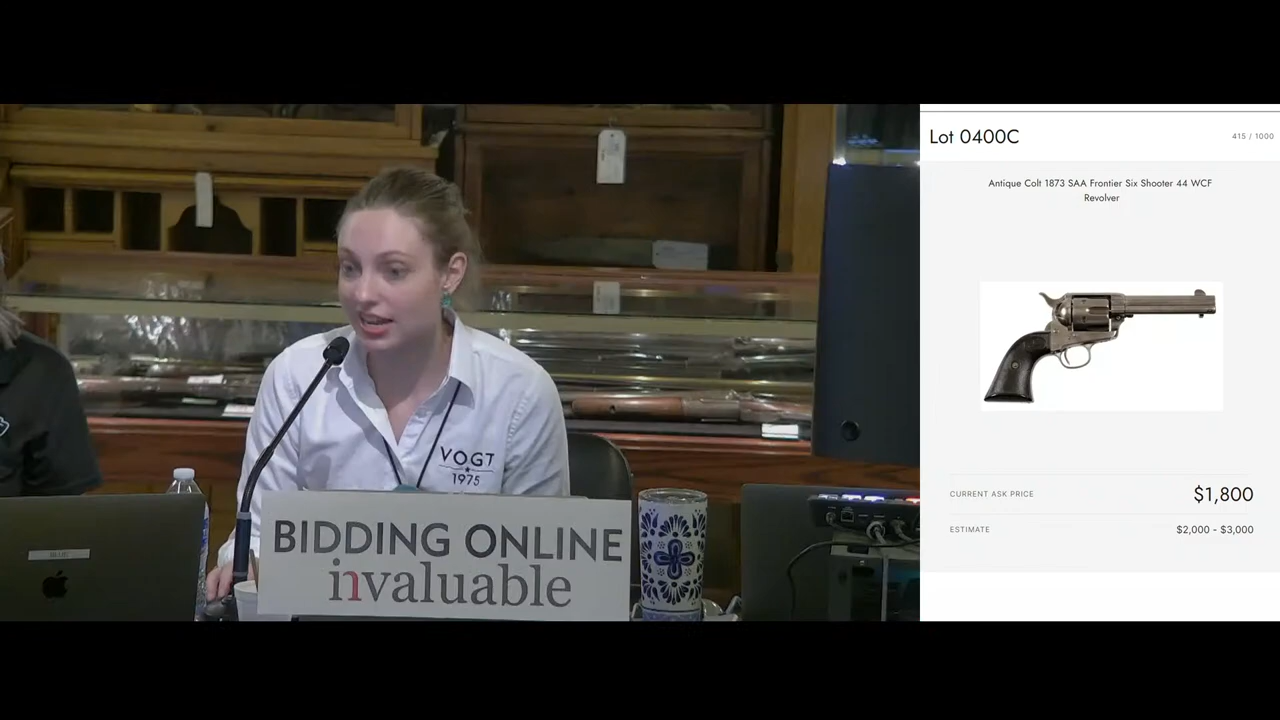 Lot 0400C
415 / 1000
Antique Colt 1873 SAA Frontier Six Shooter 44 WCF
Revolver
VOGT
1975
CURRENT ASK PRICE
$1,800
ESTIMATE
$2,000 - $3,000
BLUE
BIDDING ONLINE
invaluable